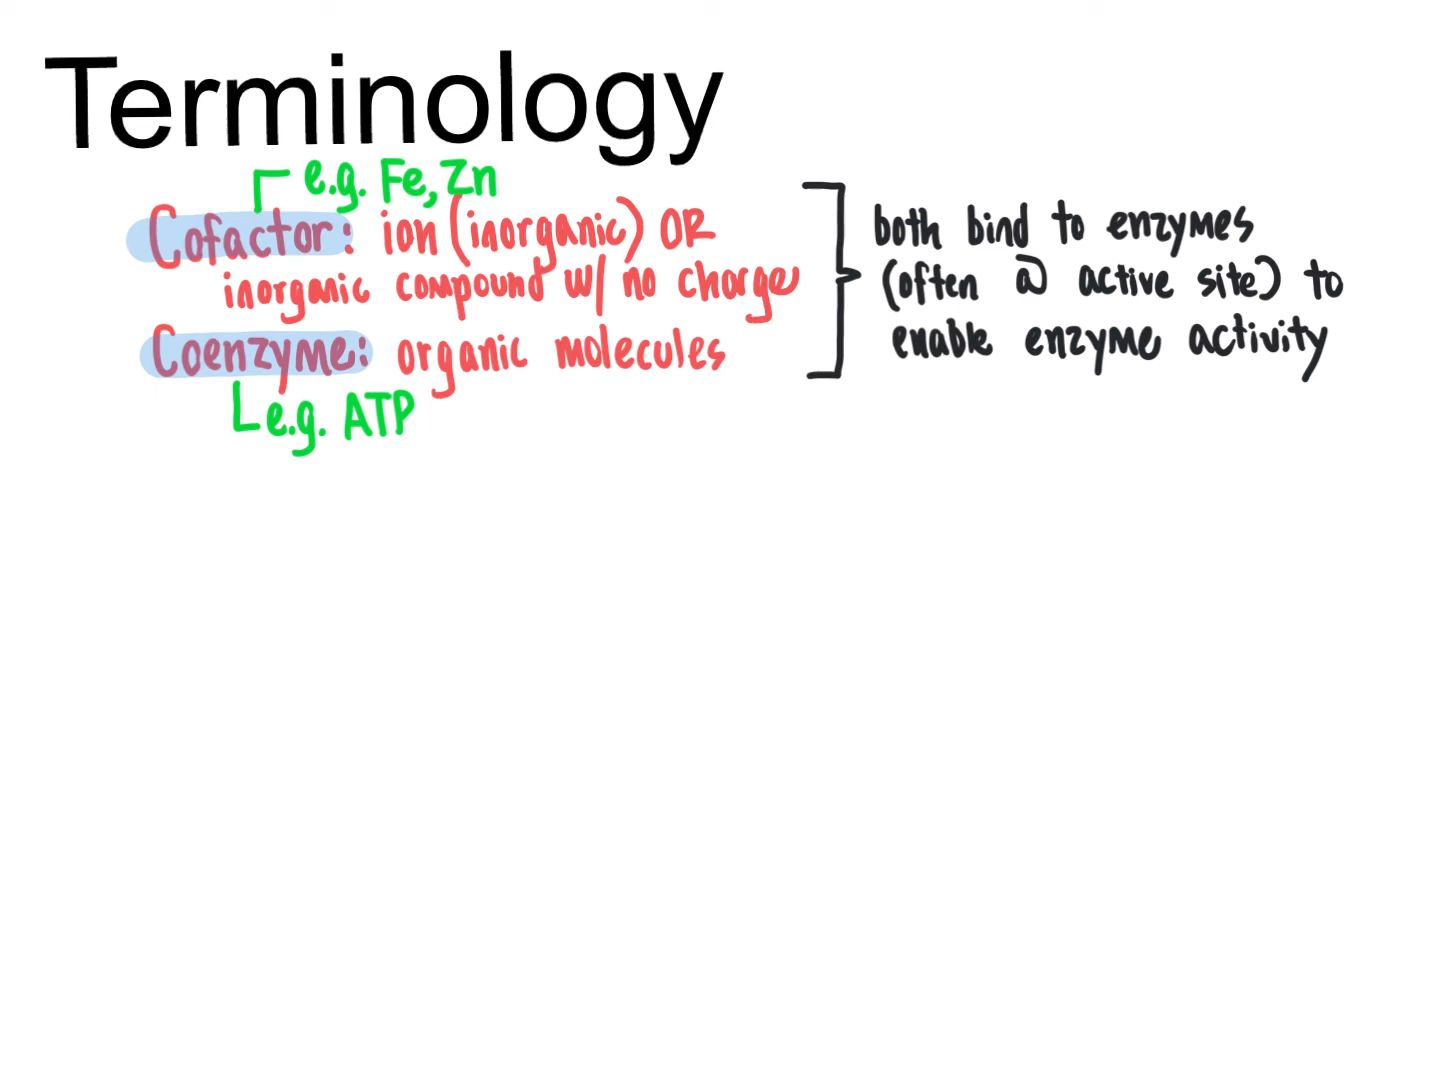 Terminology
e.g. Fe, Zn
Cofactor: ion (inorganic) OR
inorganic compound w/ no charge
Coenzyme: organic molecules
e.g. ATP
both bind to enzymes
(often @ active site) to
enable enzyme activity